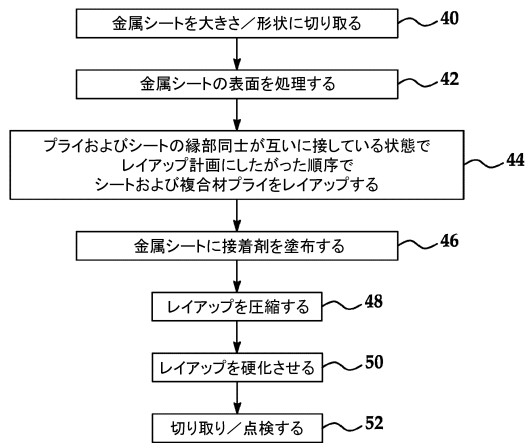 金属シートを大きさ／形状に切り取る 40
金属シートの表面を処理する 42
プライおよびシートの縁部同士が互いに接している状態で
レイアップ計画にしたがった順序で 44
シートおよび複合材プライをレイアップする
金属シートに接着剤を塗布する 46
レイアップを圧縮する 48
レイアップを硬化させる 50
切り取り／点検する 52